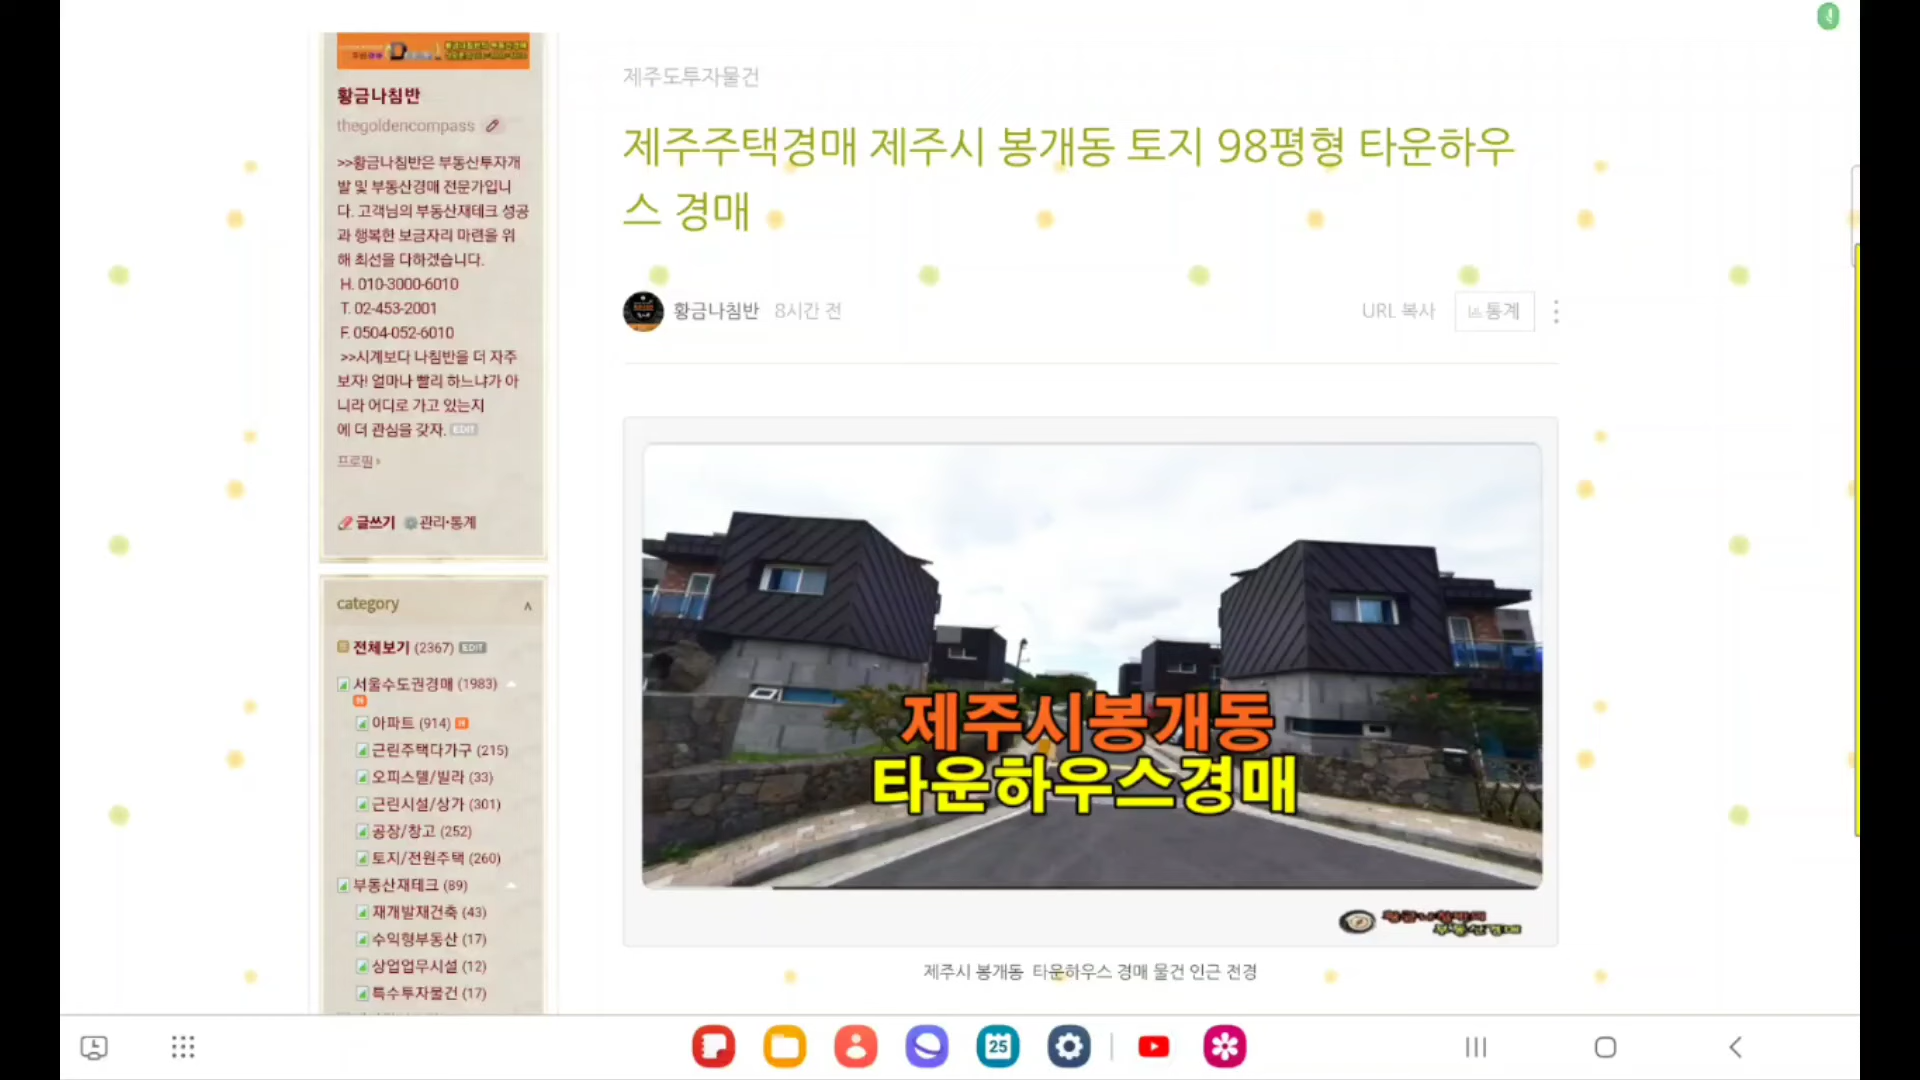 황금나침반
thegoldencompass
>>황금나침반은 부동산투자개
발 및 부동산경매 전문가입니
다. 고객님의 부동산재테크 성공
과 행복한 보금자리 마련을 위
해 최선을 다하겠습니다.
H. 010-3000-6010
T. 02-453-2001
F. 0504-052-6010
>>시계보다 나침반을 더 자주
보자! 얼마나 빨리 하느냐가 아
니라 어디로 가고 있는지
에 더 관심을 갖자. EDIT
프로필»
글쓰기 관리·통계
category
전체보기 (2367) EDIT
서울수도권경매 (1983)
N
아파트 (914) N
근린주택다가구 (215)
오피스텔/빌라 (33)
근린시설/상가 (301)
공장/창고 (252)
토지/전원주택 (260)
부동산재테크 (89)
재개발재건축 (43)
수익형부동산 (17)
상업업무시설 (12)
특수투자물건 (17)
제주도투자물건
제주주택경매 제주시 봉개동 토지 98평형 타운하우
스 경매
황금나침반 8시간 전
URL 복사 통계
제주시봉개동
타운하우스경매
황금나침반의
부동산경매
제주시 봉개동 타운하우스 경매 물건 인근 전경
25